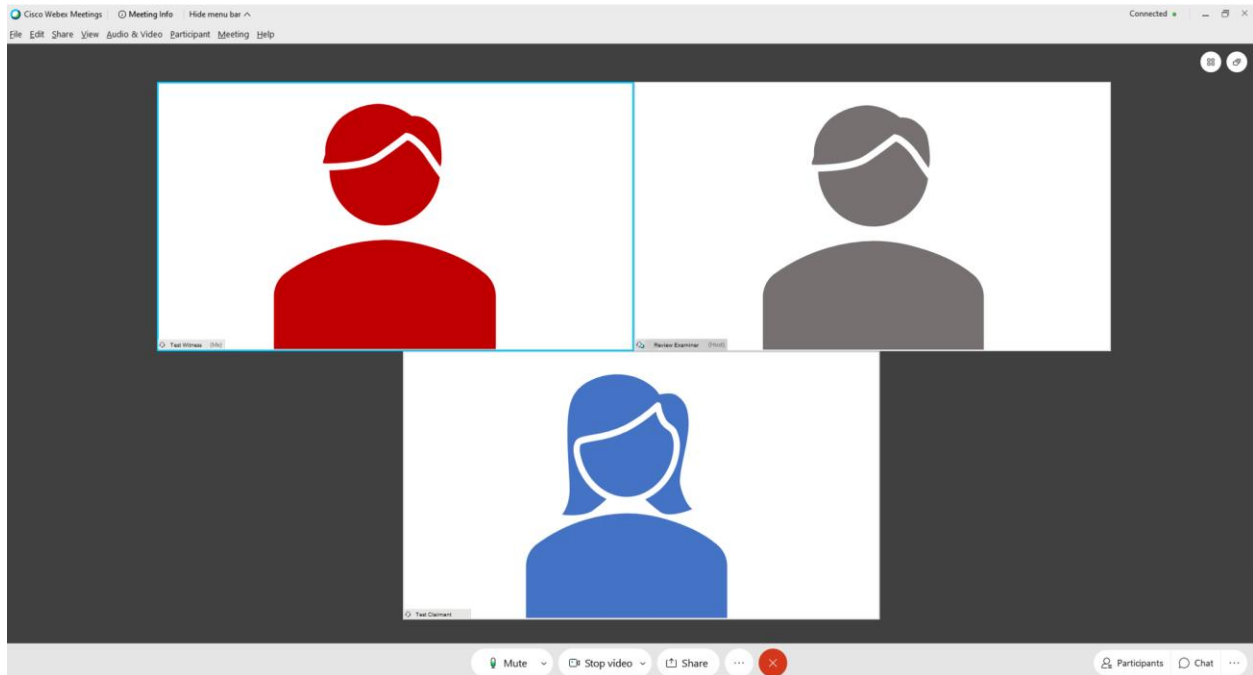 Cisco Webex Meetings Meeting Info Hide menu bar Connected
File Edit Share View Audio & Video Participant Meeting Help
Test Witness (Me) Review Examiner (Host)
Test Claimant
Mute Stop video Share Participants Chat